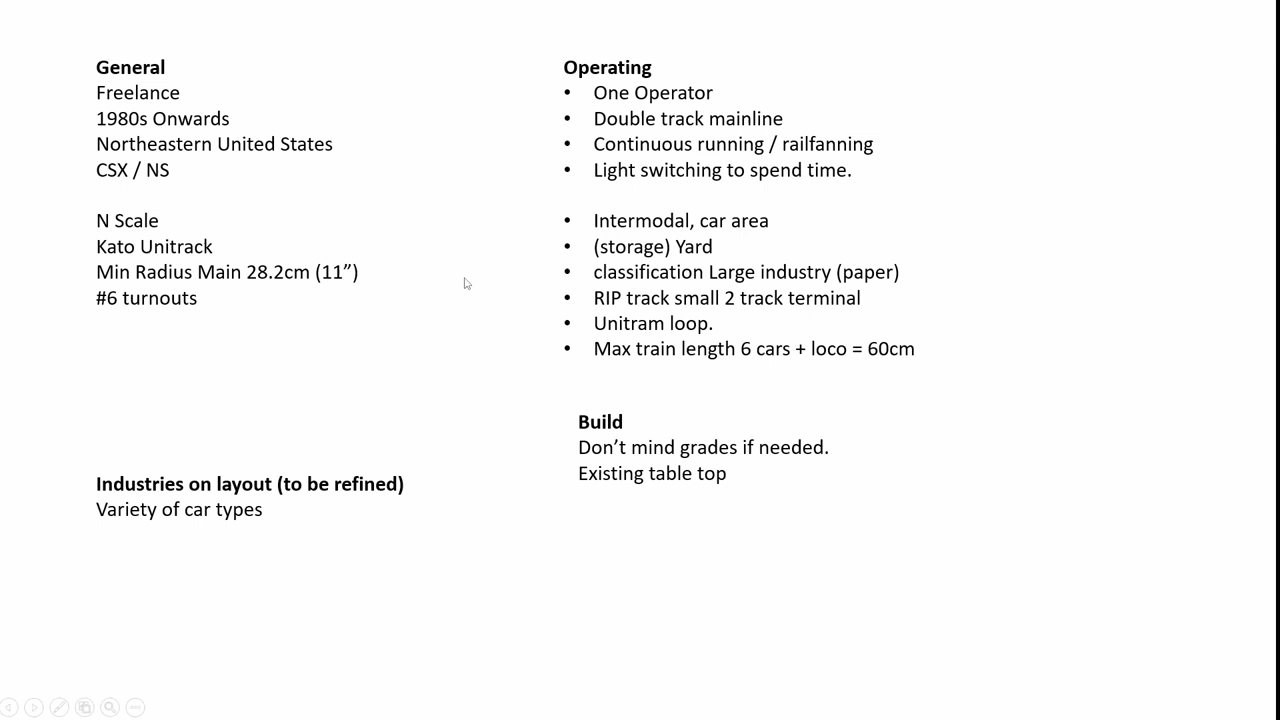 General
Freelance
1980s Onwards
Northeastern United States
CSX / NS
N Scale
Kato Unitrack
Min Radius Main 28.2cm (11”)
#6 turnouts
Industries on layout (to be refined)
Variety of car types
Operating
• One Operator
• Double track mainline
• Continuous running / railfanning
• Light switching to spend time.
• Intermodal, car area
• (storage) Yard
• classification Large industry (paper)
• RIP track small 2 track terminal
• Unitram loop.
• Max train length 6 cars + loco = 60cm
Build
Don’t mind grades if needed.
Existing table top